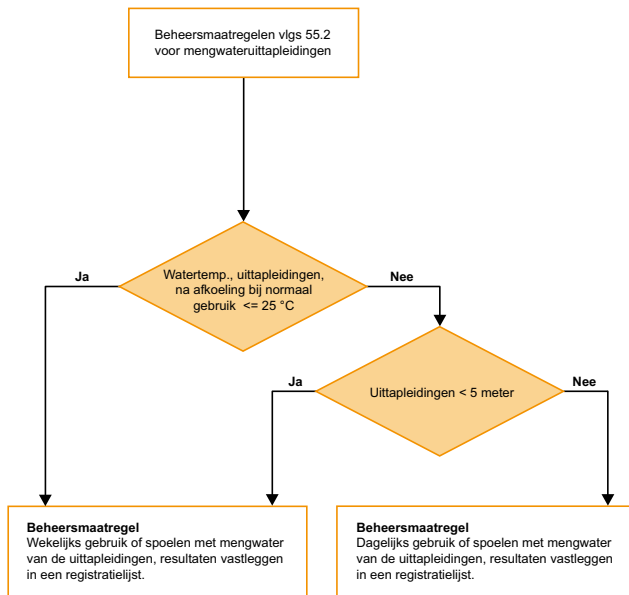 Beheersmaatregelen vlgs 55.2
voor mengwateruittapleidingen
Ja
Watertemp., uittapleidingen,
na afkoeling bij normaal
gebruik <= 25 °C
Nee
Ja
Uittapleidingen < 5 meter
Nee
Beheersmaatregel
Wekelijks gebruik of spoelen met mengwater
van de uittapleidingen, resultaten vastleggen
in een registratielijst.
Beheersmaatregel
Dagelijks gebruik of spoelen met mengwater
van de uittapleidingen, resultaten vastleggen
in een registratielijst.